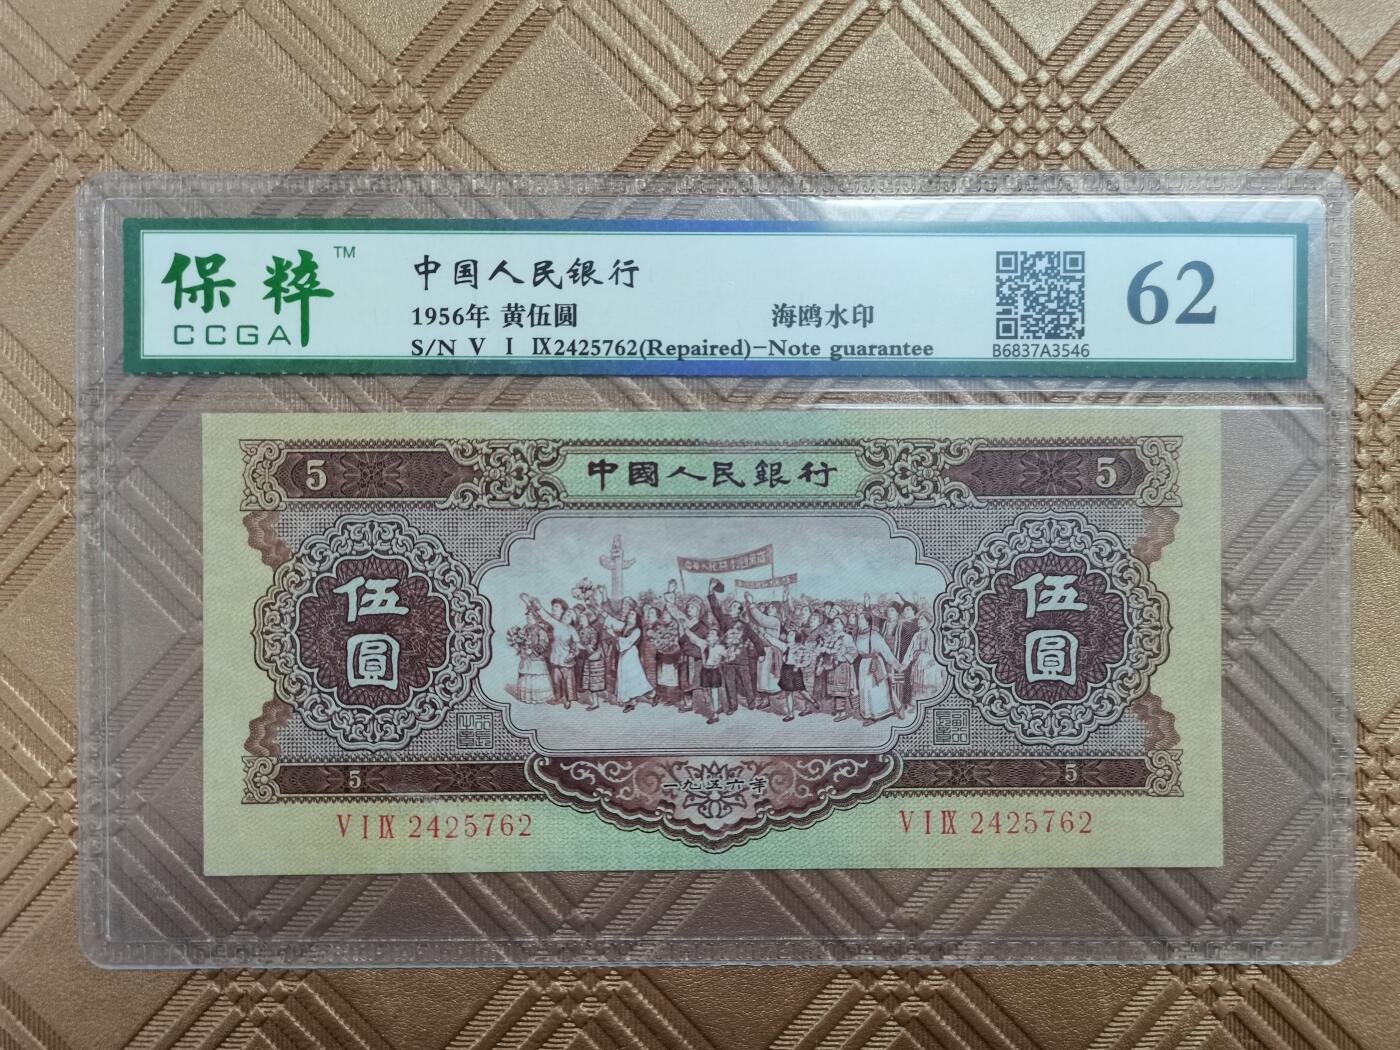 保粹™
CCGA
中国人民银行
1956年 黄伍圆 海鸥水印
S/N V I Ⅸ2425762(Repaired)-Note guarantee
B6837A3546
62
5 中國人民銀行 5
伍圓
伍圓
5 一九五六年 5
V I Ⅸ 2425762 V I Ⅸ 2425762